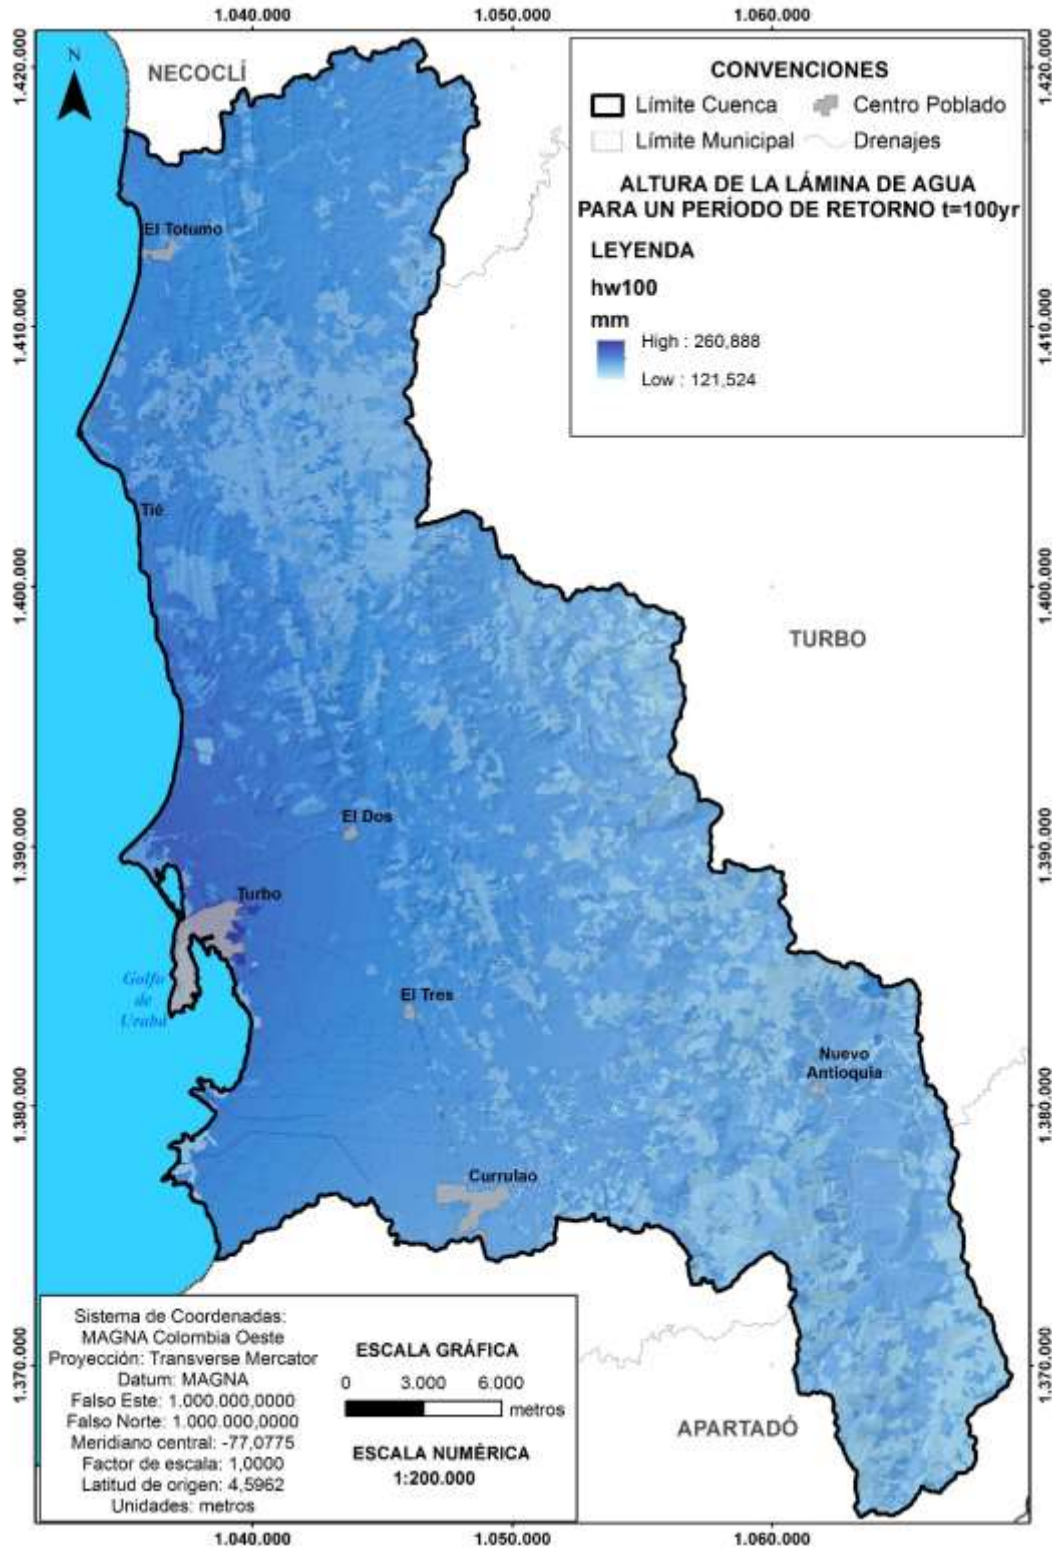 1.040.000 1.050.000 1.060.000
1.420.000
1.410.000
1.400.000
1.390.000
1.380.000
1.370.000
N
NECOCLÍ
CONVENCIONES
Límite Cuenca Centro Poblado
Límite Municipal Drenajes
ALTURA DE LA LÁMINA DE AGUA
PARA UN PERÍODO DE RETORNO t=100yr
LEYENDA
hw100
mm
High : 260,888
Low : 121,524
El Totumo
Tié
TURBO
El Dos
Turbo
Golfo
de
Urabá
El Tres
Nuevo
Antioquia
Currulao
APARTADÓ
Sistema de Coordenadas:
MAGNA Colombia Oeste
Proyección: Transverse Mercator
Datum: MAGNA
Falso Este: 1.000.000,0000
Falso Norte: 1.000.000,0000
Meridiano central: -77,0775
Factor de escala: 1,0000
Latitud de origen: 4,5962
Unidades: metros
ESCALA GRÁFICA
0 3.000 6.000
metros
ESCALA NUMÉRICA
1:200.000
1.420.000
1.410.000
1.400.000
1.390.000
1.380.000
1.370.000
1.040.000 1.050.000 1.060.000